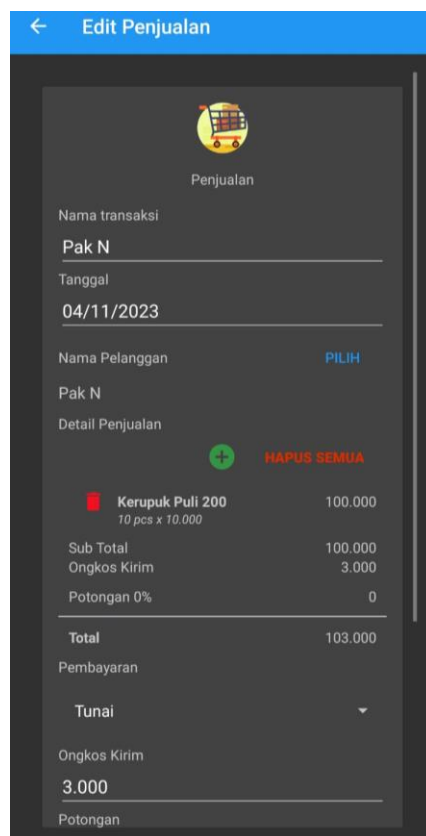 Edit Penjualan
Penjualan
Nama transaksi
Pak N
Tanggal
04/11/2023
Nama Pelanggan PILIH
Pak N
Detail Penjualan
HAPUS SEMUA
Kerupuk Puli 200 100.000
10 pcs x 10.000
Sub Total 100.000
Ongkos Kirim 3.000
Potongan 0% 0
Total 103.000
Pembayaran
Tunai
Ongkos Kirim
3.000
Potongan